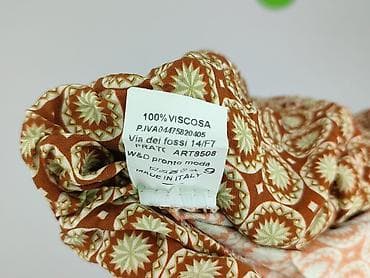 100%VISCOSA
P.IVA04475820405
Via dei fossi 14/F7
PRATO ART8508
W&D pronto moda
MADE IN ITALY